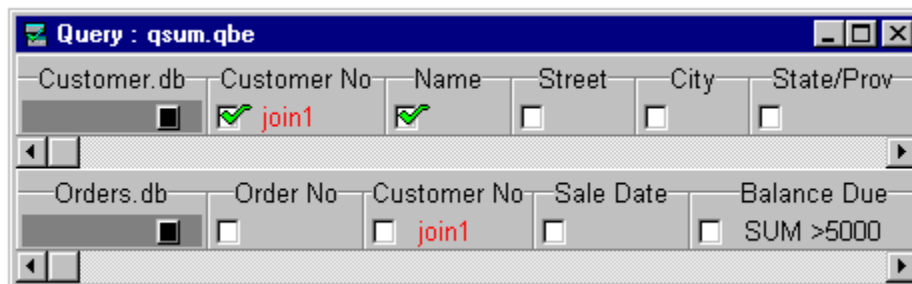 Query : qsum.qbe
Customer.db Customer No Name Street City State/Prov
join1
Orders.db Order No Customer No Sale Date Balance Due
join1 SUM >5000